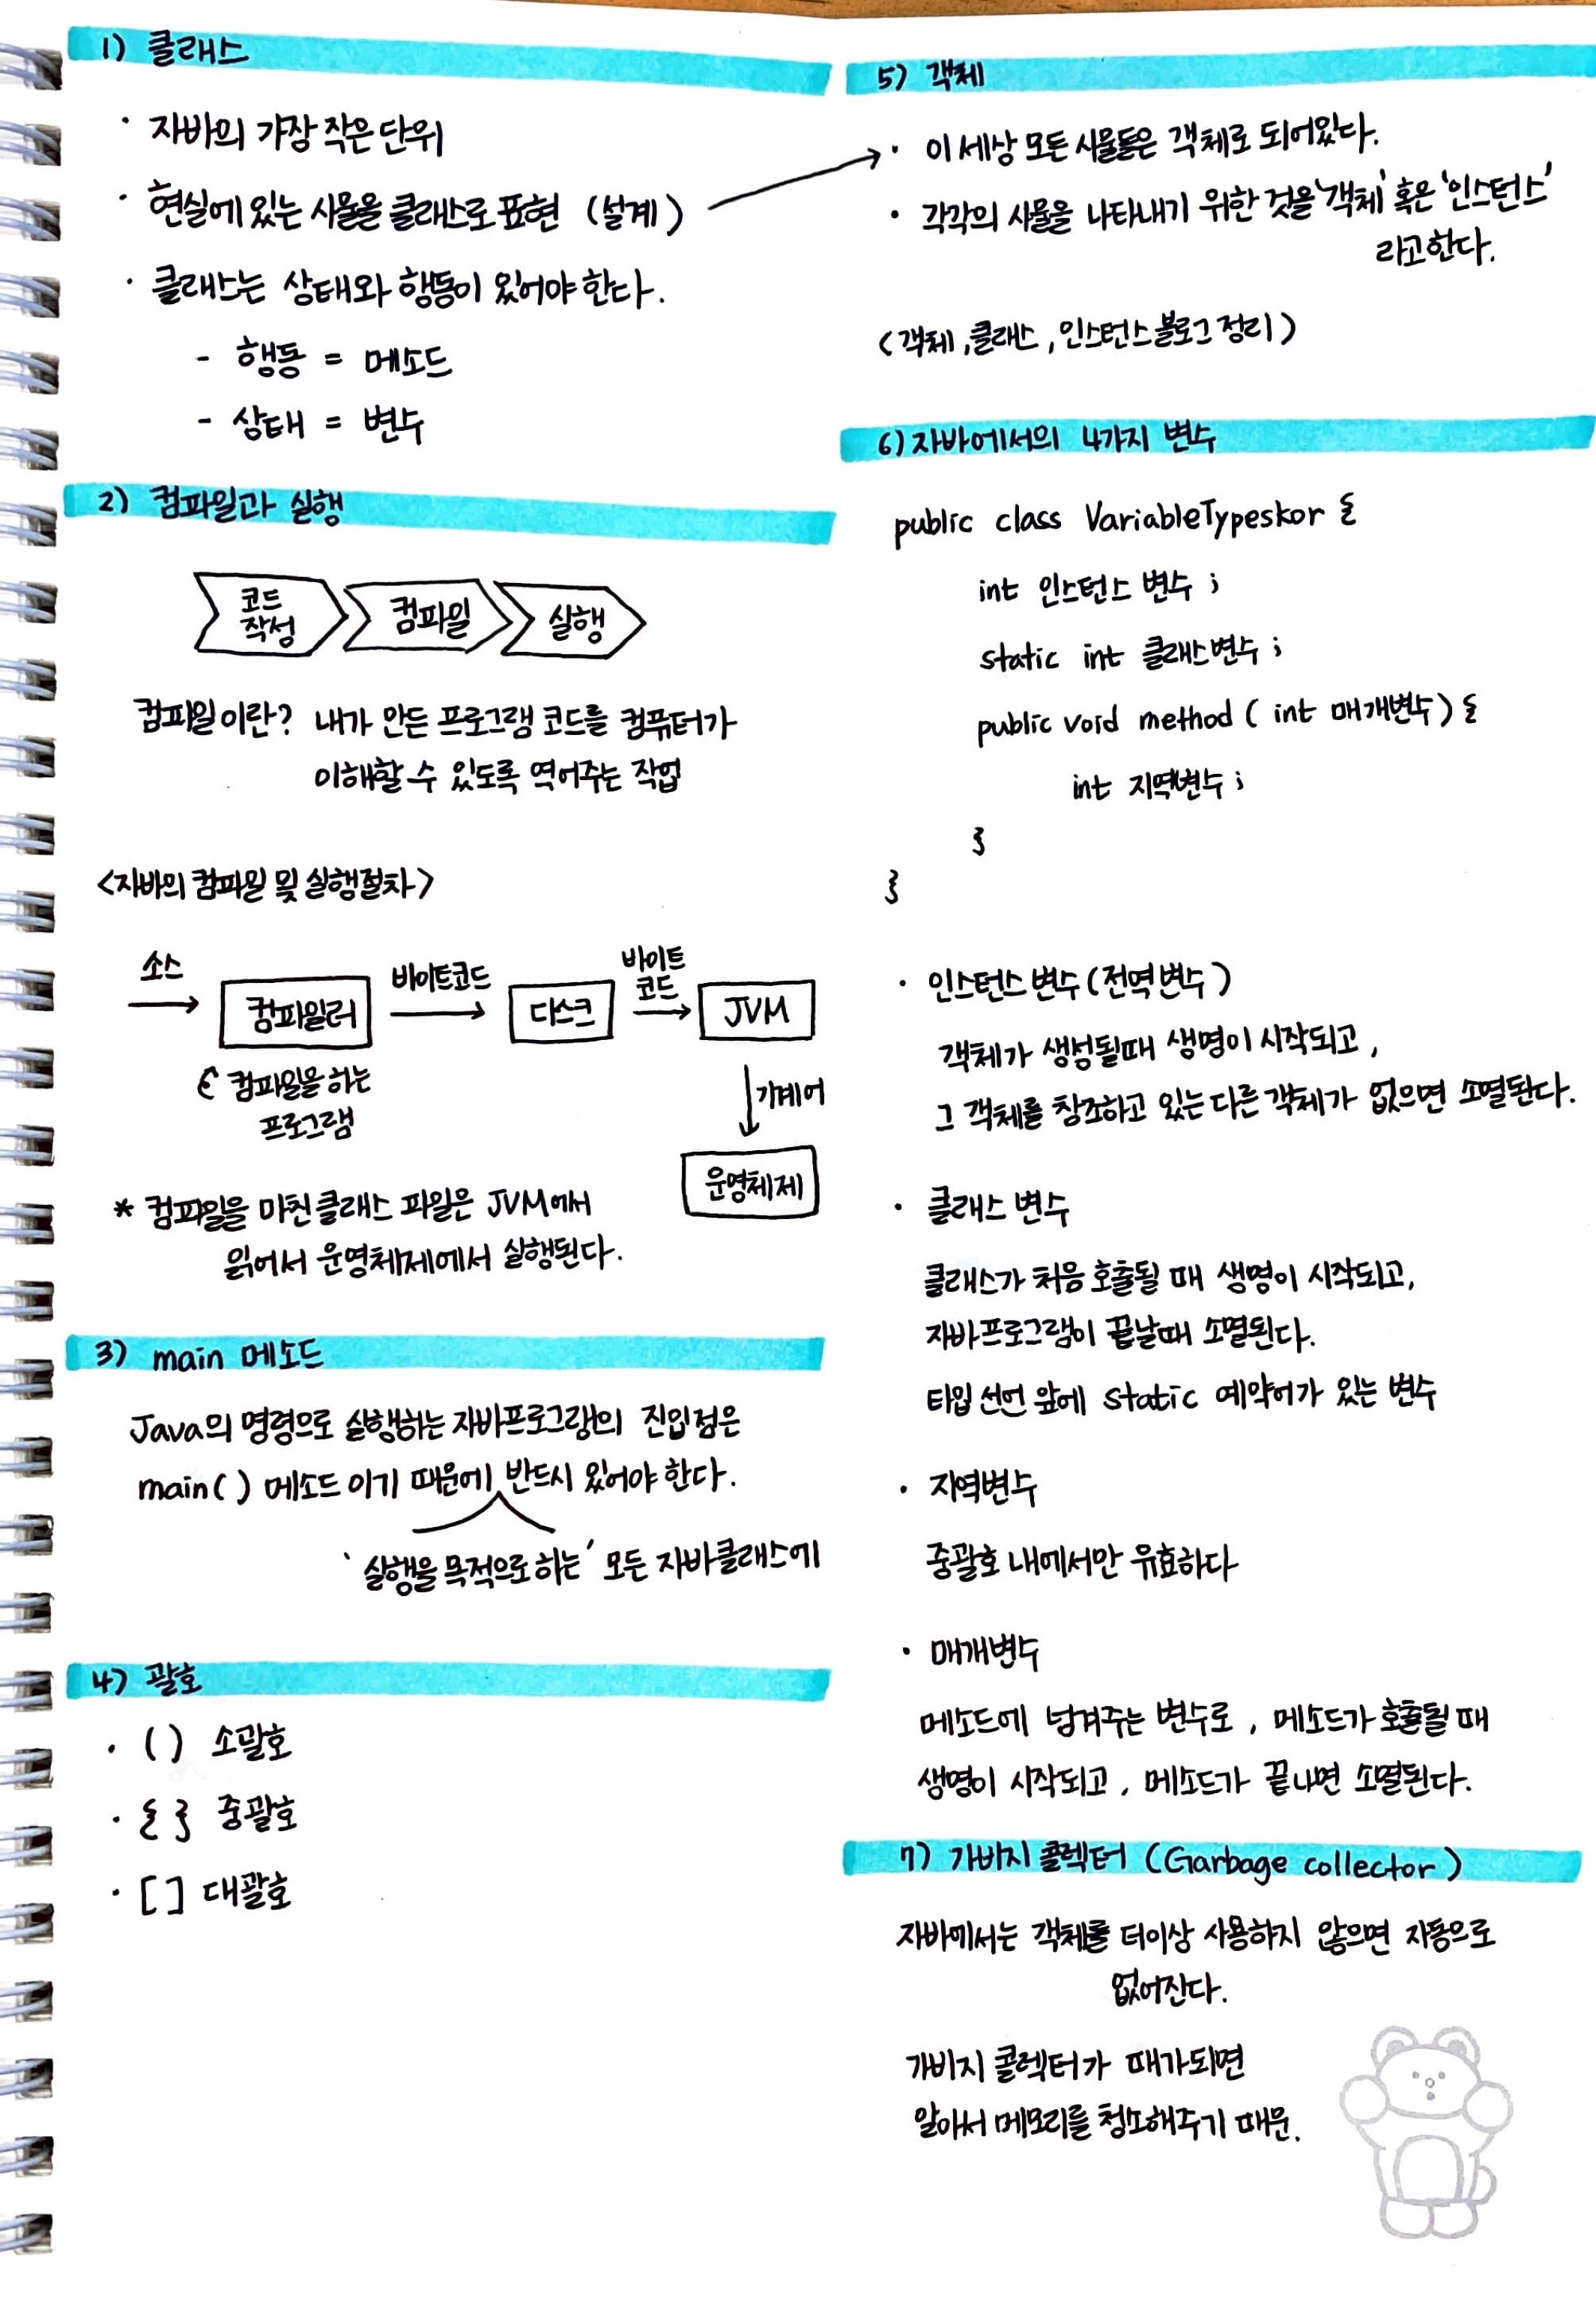 1) 클래스
· 자바의 가장 작은 단위
· 현실에 있는 사물을 클래스로 표현 (설계)
· 클래스는 상태와 행동이 있어야 한다.
- 행동 = 메소드
- 상태 = 변수
2) 컴파일과 실행
코드
작성
컴파일
실행
컴파일이란? 내가 만든 프로그램 코드를 컴퓨터가
이해할 수 있도록 엮어주는 작업
<자바의 컴파일 및 실행절차>
소스
컴파일러
바이트코드
디스크
바이트
코드
JVM
컴파일을 하는
프로그램
기계어
운영체제
* 컴파일을 마친 클래스 파일은 JVM에서
읽어서 운영체제에서 실행된다.
3) main 메소드
Java의 명령으로 실행하는 자바프로그램의 진입점은
main( ) 메소드 이기 때문에 반드시 있어야 한다.
'실행을 목적으로 하는' 모든 자바클래스에
4) 괄호
· ( ) 소괄호
· { } 중괄호
· [ ] 대괄호
5) 객체
· 이 세상 모든 사물들은 객체로 되어있다.
· 각각의 사물을 나타내기 위한 것을 '객체' 혹은 '인스턴스'
라고한다.
<객체, 클래스, 인스턴스 블로그 정리>
6) 자바에서의 4가지 변수
public class VariableTypeskor {
int 인스턴스 변수 ;
static int 클래스변수 ;
public void method ( int 매개변수) {
int 지역변수 ;
}
}
· 인스턴스 변수 (전역변수)
객체가 생성될때 생명이 시작되고,
그 객체를 창조하고 있는 다른 객체가 없으면 소멸된다.
· 클래스 변수
클래스가 처음 호출될 때 생명이 시작되고,
자바프로그램이 끝날때 소멸된다.
타입 선언 앞에 static 예약어가 있는 변수
· 지역변수
중괄호 내에서만 유효하다
· 매개변수
메소드에 넘겨주는 변수로, 메소드가 호출될 때
생명이 시작되고, 메소드가 끝나면 소멸된다.
7) 가비지 콜렉터 (Garbage collector)
자바에서는 객체를 더이상 사용하지 않으면 자동으로
없어진다.
가비지 콜렉터가 때가되면
알아서 메모리를 청소해주기 때문.